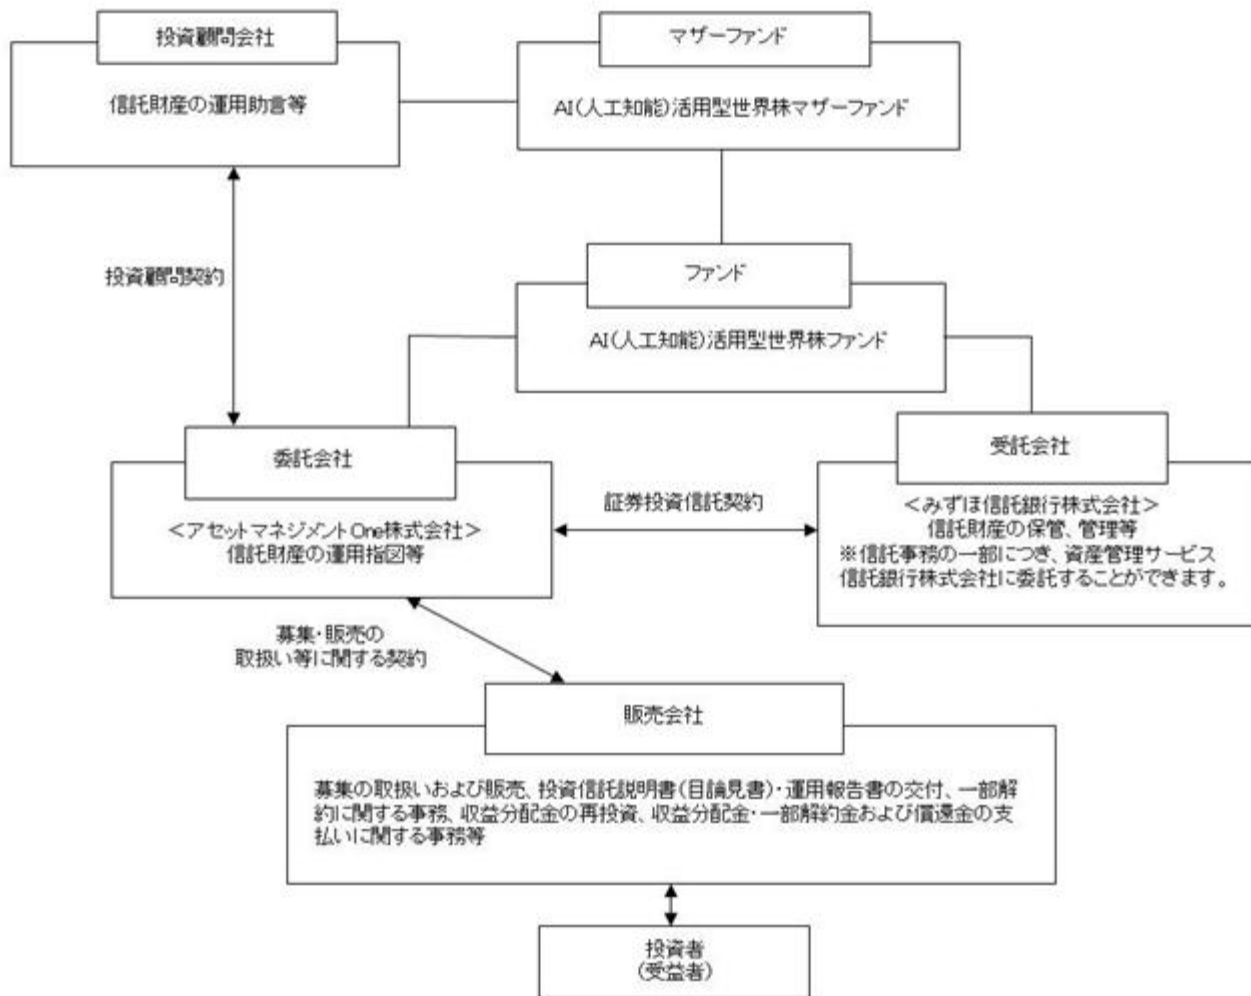 投資顧問会社
信託財産の運用助言等
マザーファンド
AI(人工知能)活用型世界株マザーファンド
投資顧問契約
ファンド
AI(人工知能)活用型世界株ファンド
委託会社
<アセットマネジメントOne株式会社>
信託財産の運用指図等
証券投資信託契約
受託会社
<みずほ信託銀行株式会社>
信託財産の保管、管理等
※信託事務の一部につき、資産管理サービス
信託銀行株式会社に委託することができます。
募集・販売の
取扱い等に関する契約
販売会社
募集の取扱いおよび販売、投資信託説明書(目論見書)・運用報告書の交付、一部解
約に関する事務、収益分配金の再投資、収益分配金・一部解約金および償還金の支
払いに関する事務等
投資者
(受益者)